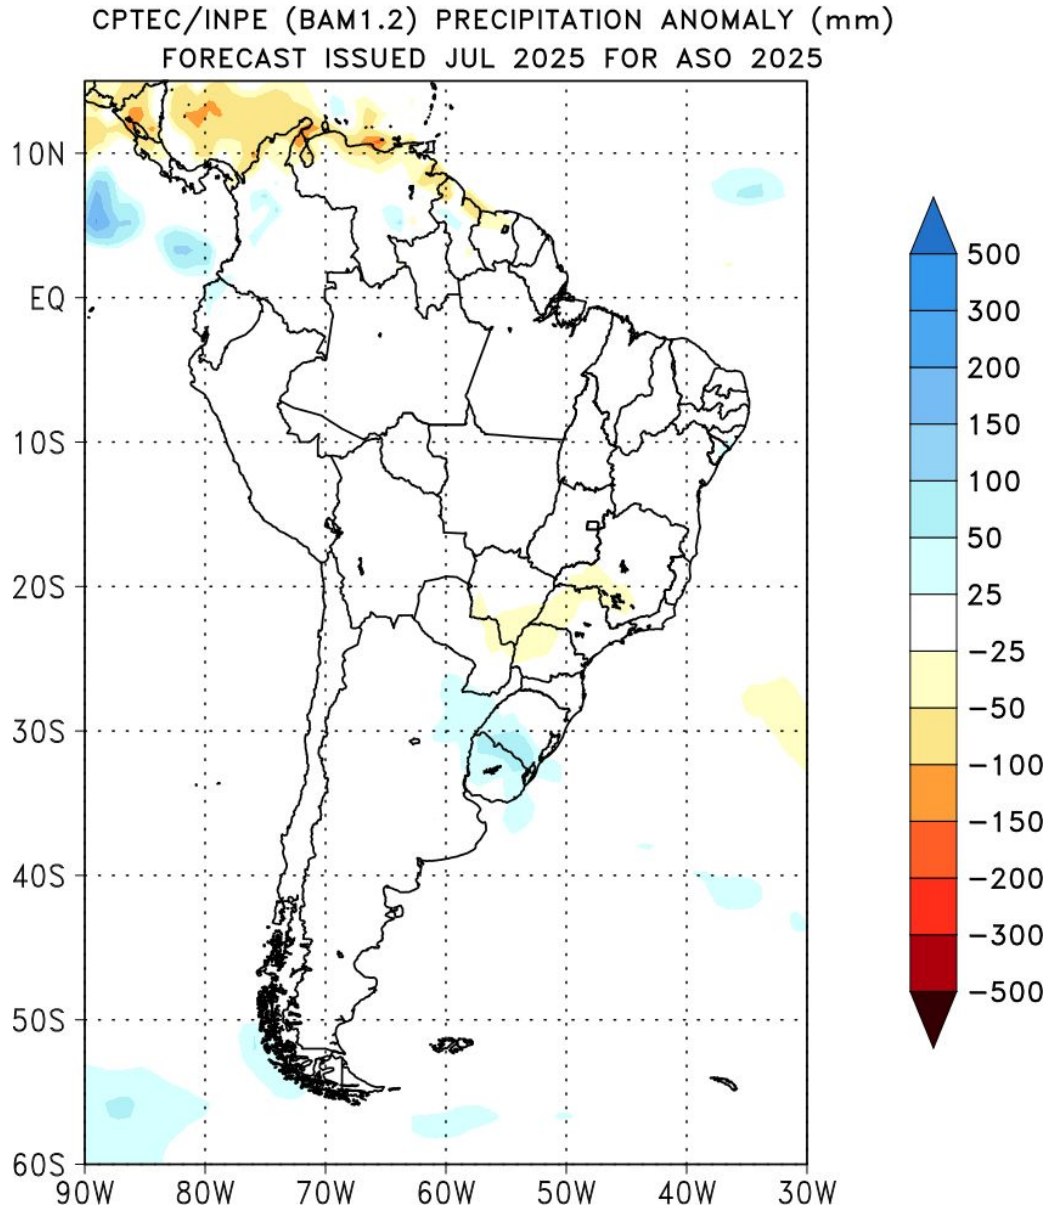 CPTEC/INPE (BAM1.2) PRECIPITATION ANOMALY (mm)
FORECAST ISSUED JUL 2025 FOR ASO 2025
10N
EQ
10S
20S
30S
40S
50S
60S
90W 80W 70W 60W 50W 40W 30W
500
300
200
150
100
50
25
−25
−50
−100
−150
−200
−300
−500